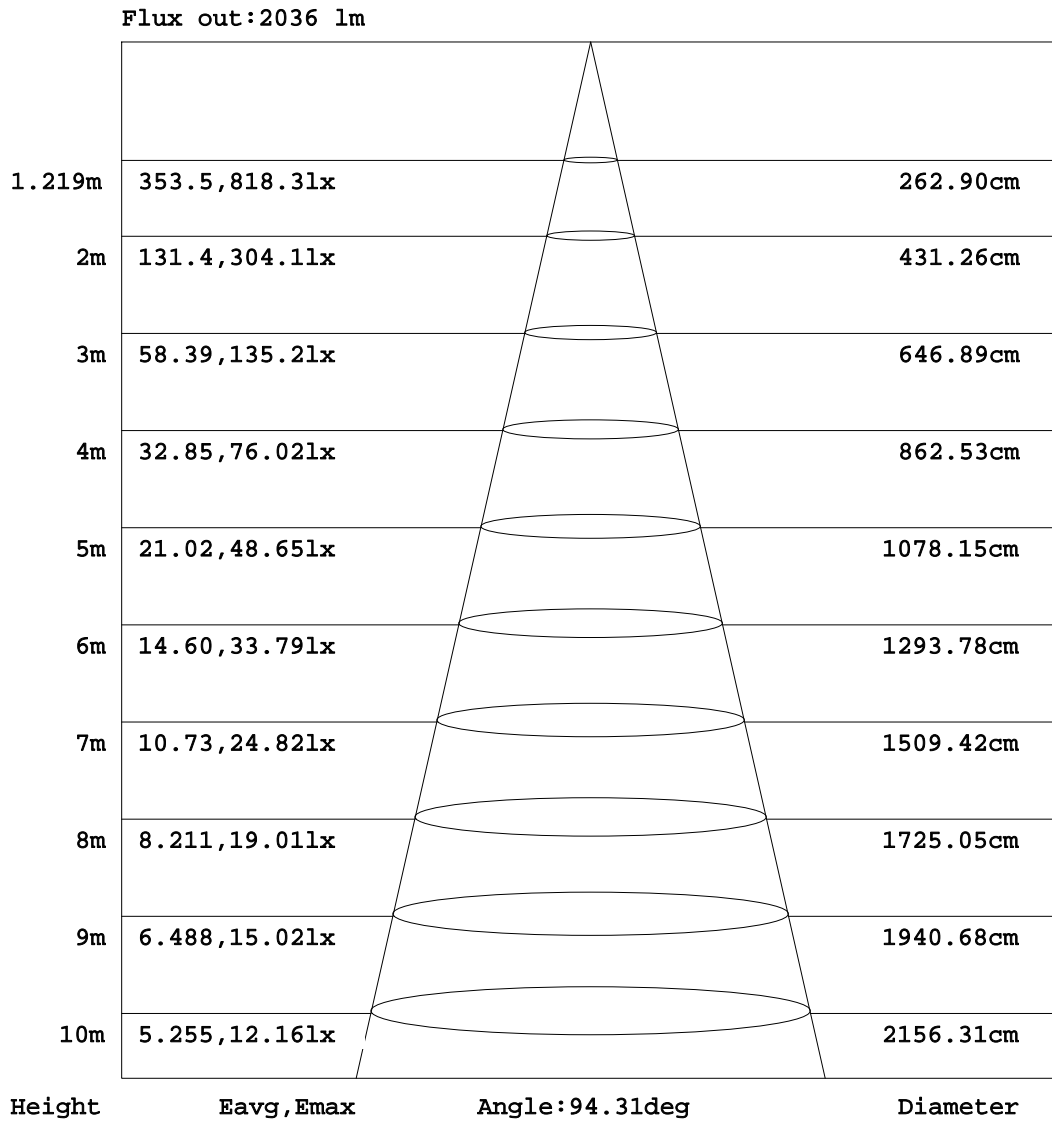 Flux out:2036 lm
1.219m 353.5,818.3lx 262.90cm
2m 131.4,304.1lx 431.26cm
3m 58.39,135.2lx 646.89cm
4m 32.85,76.02lx 862.53cm
5m 21.02,48.65lx 1078.15cm
6m 14.60,33.79lx 1293.78cm
7m 10.73,24.82lx 1509.42cm
8m 8.211,19.01lx 1725.05cm
9m 6.488,15.02lx 1940.68cm
10m 5.255,12.16lx 2156.31cm
Height Eavg,Emax Angle:94.31deg Diameter